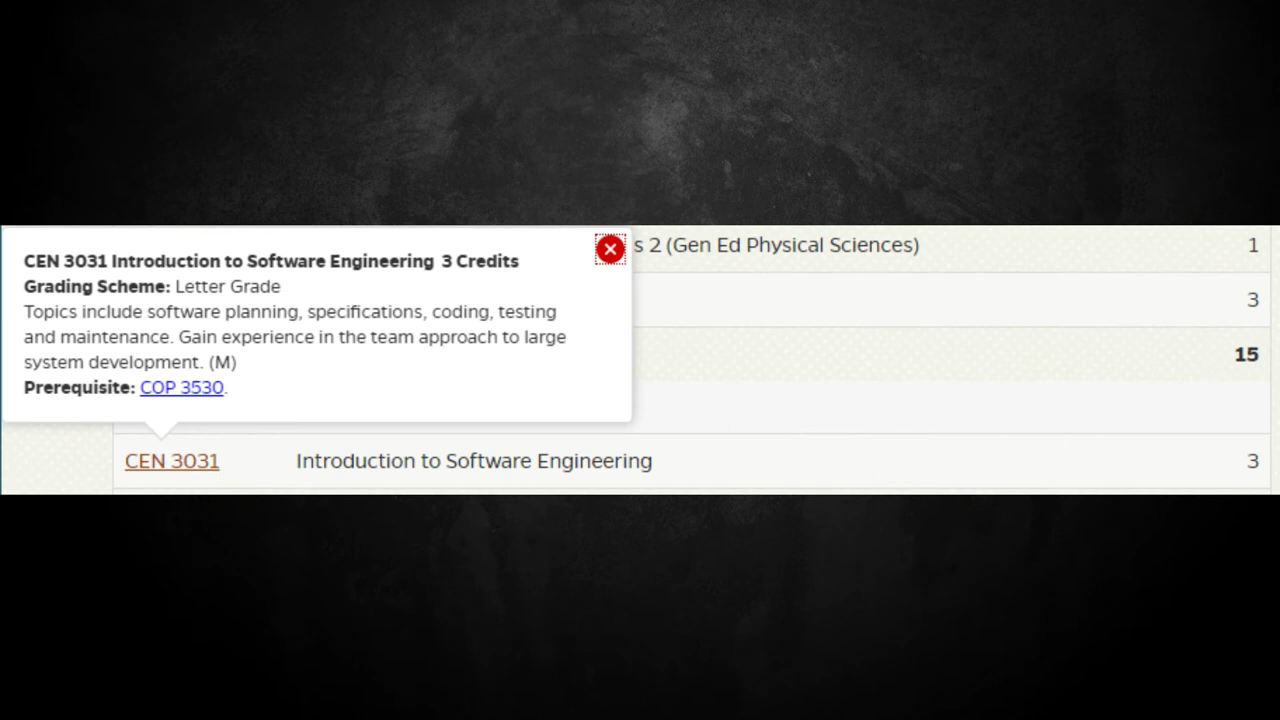 CEN 3031 Introduction to Software Engineering 3 Credits
Grading Scheme: Letter Grade
Topics include software planning, specifications, coding, testing
and maintenance. Gain experience in the team approach to large
system development. (M)
Prerequisite: COP 3530.
s 2 (Gen Ed Physical Sciences) 1
3
15
CEN 3031 Introduction to Software Engineering 3